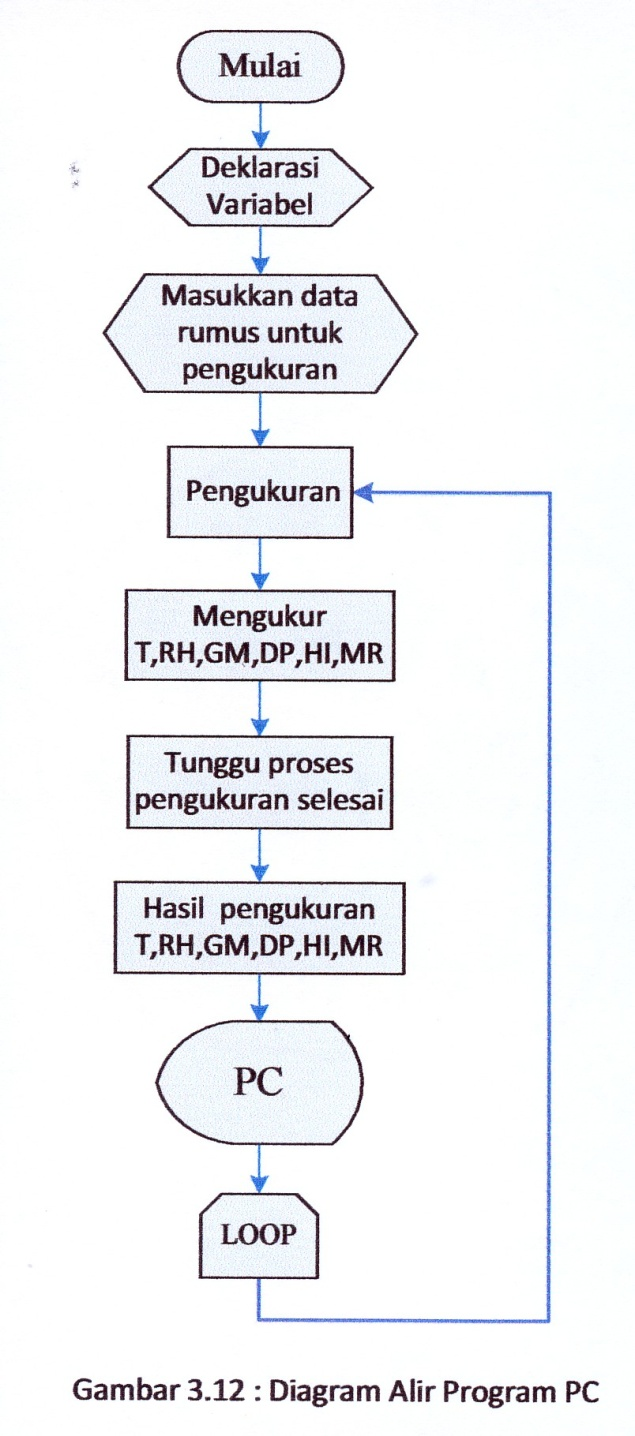 Mulai
Deklarasi
Variabel
Masukkan data
rumus untuk
pengukuran
Pengukuran
Mengukur
T,RH,GM,DP,HI,MR
Tunggu proses
pengukuran selesai
Hasil pengukuran
T,RH,GM,DP,HI,MR
PC
LOOP
Gambar 3.12 : Diagram Alir Program PC